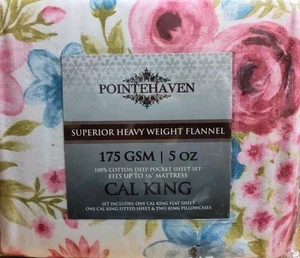 POINTEHAVEN
SUPERIOR HEAVY WEIGHT FLANNEL
175 GSM | 5 OZ
100% COTTON DEEP POCKET SHEET SET
FITS UP TO 16" MATTRESS
CAL KING
SET INCLUDES: ONE CAL KING FLAT SHEET
ONE CAL KING FITTED SHEET & TWO KING PILLOWCASES